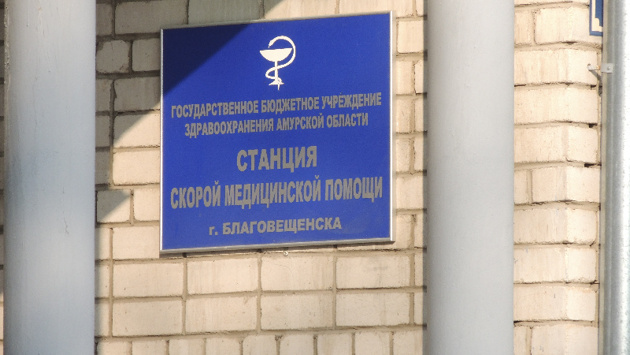 ГОСУДАРСТВЕННОЕ БЮДЖЕТНОЕ УЧРЕЖДЕНИЕ
ЗДРАВООХРАНЕНИЯ АМУРСКОЙ ОБЛАСТИ
СТАНЦИЯ
СКОРОЙ МЕДИЦИНСКОЙ ПОМОЩИ
г. БЛАГОВЕЩЕНСКА